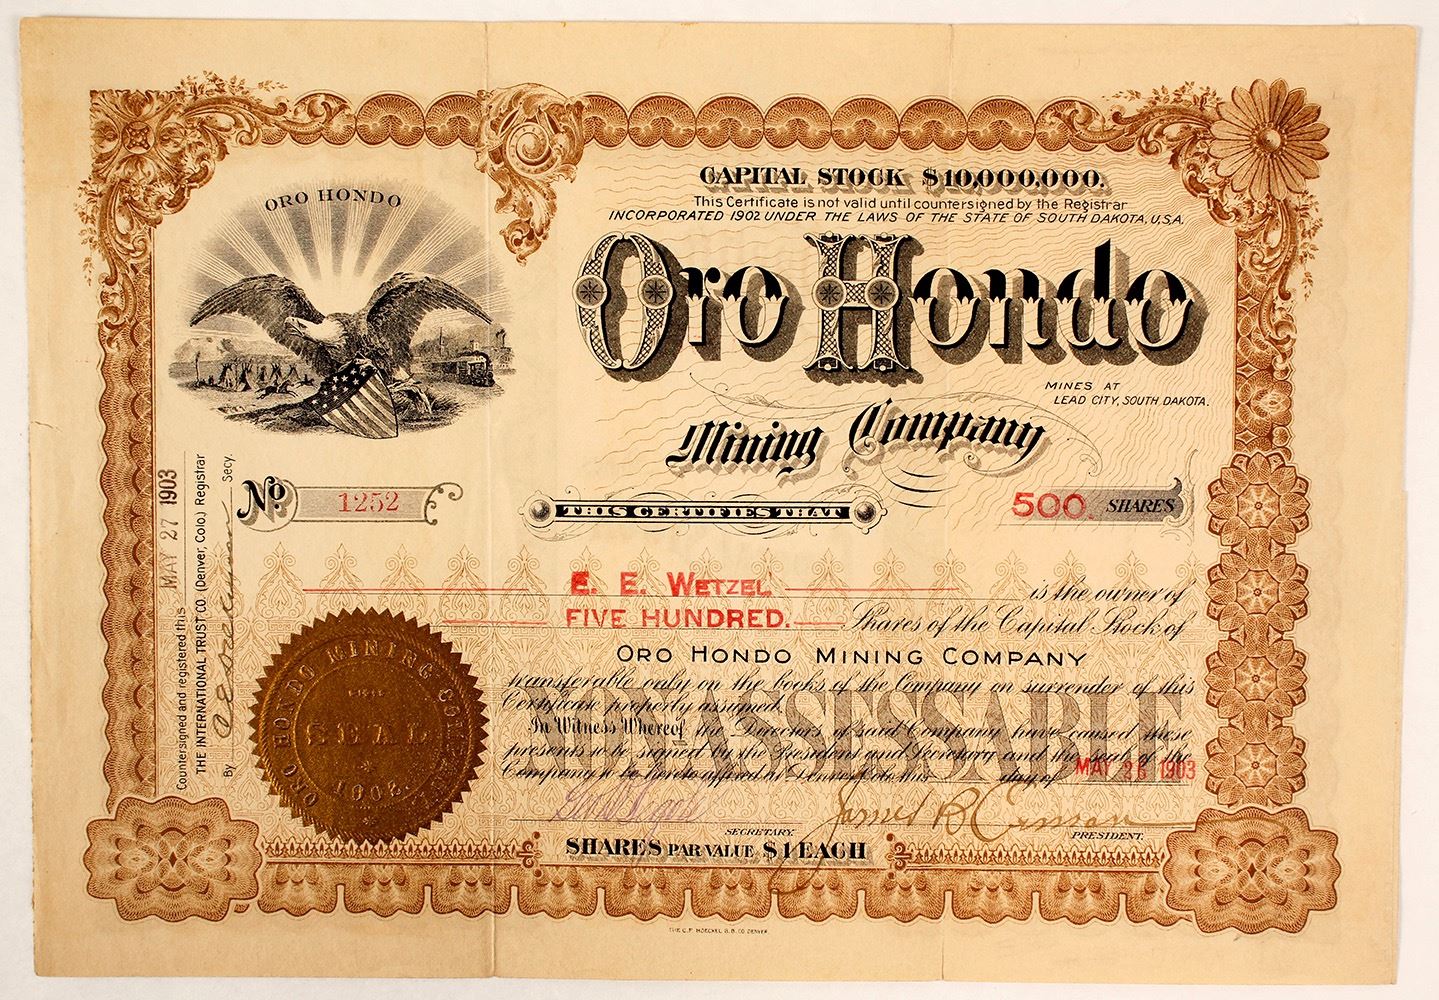 ORO HONDO
CAPITAL STOCK $10,000,000.
This Certificate is not valid until countersigned by the Registrar
INCORPORATED 1902 UNDER THE LAWS OF THE STATE OF SOUTH DAKOTA, U.S.A.
Oro Hondo
MINES AT
LEAD CITY, SOUTH DAKOTA.
Mining Company
No. 1252
THIS CERTIFIES THAT
500 SHARES
E. E. WETZEL is the owner of
FIVE HUNDRED. Shares of the Capital Stock of
ORO HONDO MINING COMPANY
transferable only on the books of the Company on surrender of this
Certificate properly assigned.
In Witness Whereof the Directors of said Company have caused these
presents to be signed by the President and Secretary and the seal of the
Company to be hereto affixed at Denver, Colo. this day of MAY 26 1903
NON ASSESSABLE
James B.
SECRETARY.
PRESIDENT.
SHARES PAR VALUE $1 EACH
ORO HONDO MINING COMPANY
SEAL
1902.
Countersigned and registered this MAY 27 1903
THE INTERNATIONAL TRUST CO. (Denver, Colo.) Registrar
By Secy.
THE C.F. HOECKEL B.B. CO. DENVER.